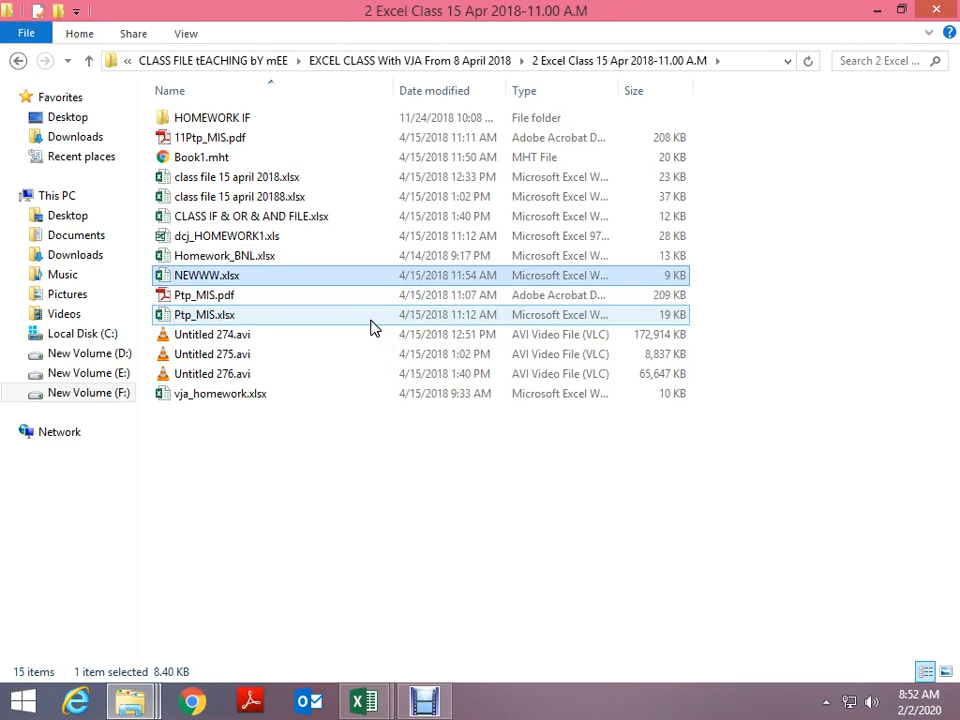 2 Excel Class 15 Apr 2018-11.00 A.M
File Home Share View
« CLASS FILE tEACHING bY mEE EXCEL CLASS With VJA From 8 April 2018 2 Excel Class 15 Apr 2018-11.00 A.M
Search 2 Excel ...
Name Date modified Type Size
Favorites
Desktop
Downloads
Recent places
This PC
Desktop
Documents
Downloads
Music
Pictures
Videos
Local Disk (C:)
New Volume (D:)
New Volume (E:)
New Volume (F:)
Network
HOMEWORK IF 11/24/2018 10:08 ... File folder
11Ptp_MIS.pdf 4/15/2018 11:11 AM Adobe Acrobat D... 208 KB
Book1.mht 4/15/2018 11:50 AM MHT File 20 KB
class file 15 april 2018.xlsx 4/15/2018 12:33 PM Microsoft Excel W... 23 KB
class file 15 april 20188.xlsx 4/15/2018 1:02 PM Microsoft Excel W... 37 KB
CLASS IF & OR & AND FILE.xlsx 4/15/2018 1:40 PM Microsoft Excel W... 12 KB
dcj_HOMEWORK1.xls 4/15/2018 11:12 AM Microsoft Excel 97... 28 KB
Homework_BNL.xlsx 4/14/2018 9:17 PM Microsoft Excel W... 13 KB
NEWWW.xlsx 4/15/2018 11:54 AM Microsoft Excel W... 9 KB
Ptp_MIS.pdf 4/15/2018 11:07 AM Adobe Acrobat D... 209 KB
Ptp_MIS.xlsx 4/15/2018 11:12 AM Microsoft Excel W... 19 KB
Untitled 274.avi 4/15/2018 12:51 PM AVI Video File (VLC) 172,914 KB
Untitled 275.avi 4/15/2018 1:02 PM AVI Video File (VLC) 8,837 KB
Untitled 276.avi 4/15/2018 1:40 PM AVI Video File (VLC) 65,647 KB
vja_homework.xlsx 4/15/2018 9:33 AM Microsoft Excel W... 10 KB
15 items 1 item selected 8.40 KB
8:52 AM
2/2/2020